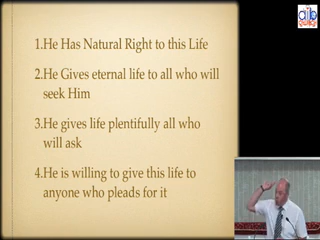 1.He Has Natural Right to this Life
2.He Gives eternal life to all who will
seek Him
3.He gives life plentifully all who
will ask
4.He is willing to give this life to
anyone who pleads for it